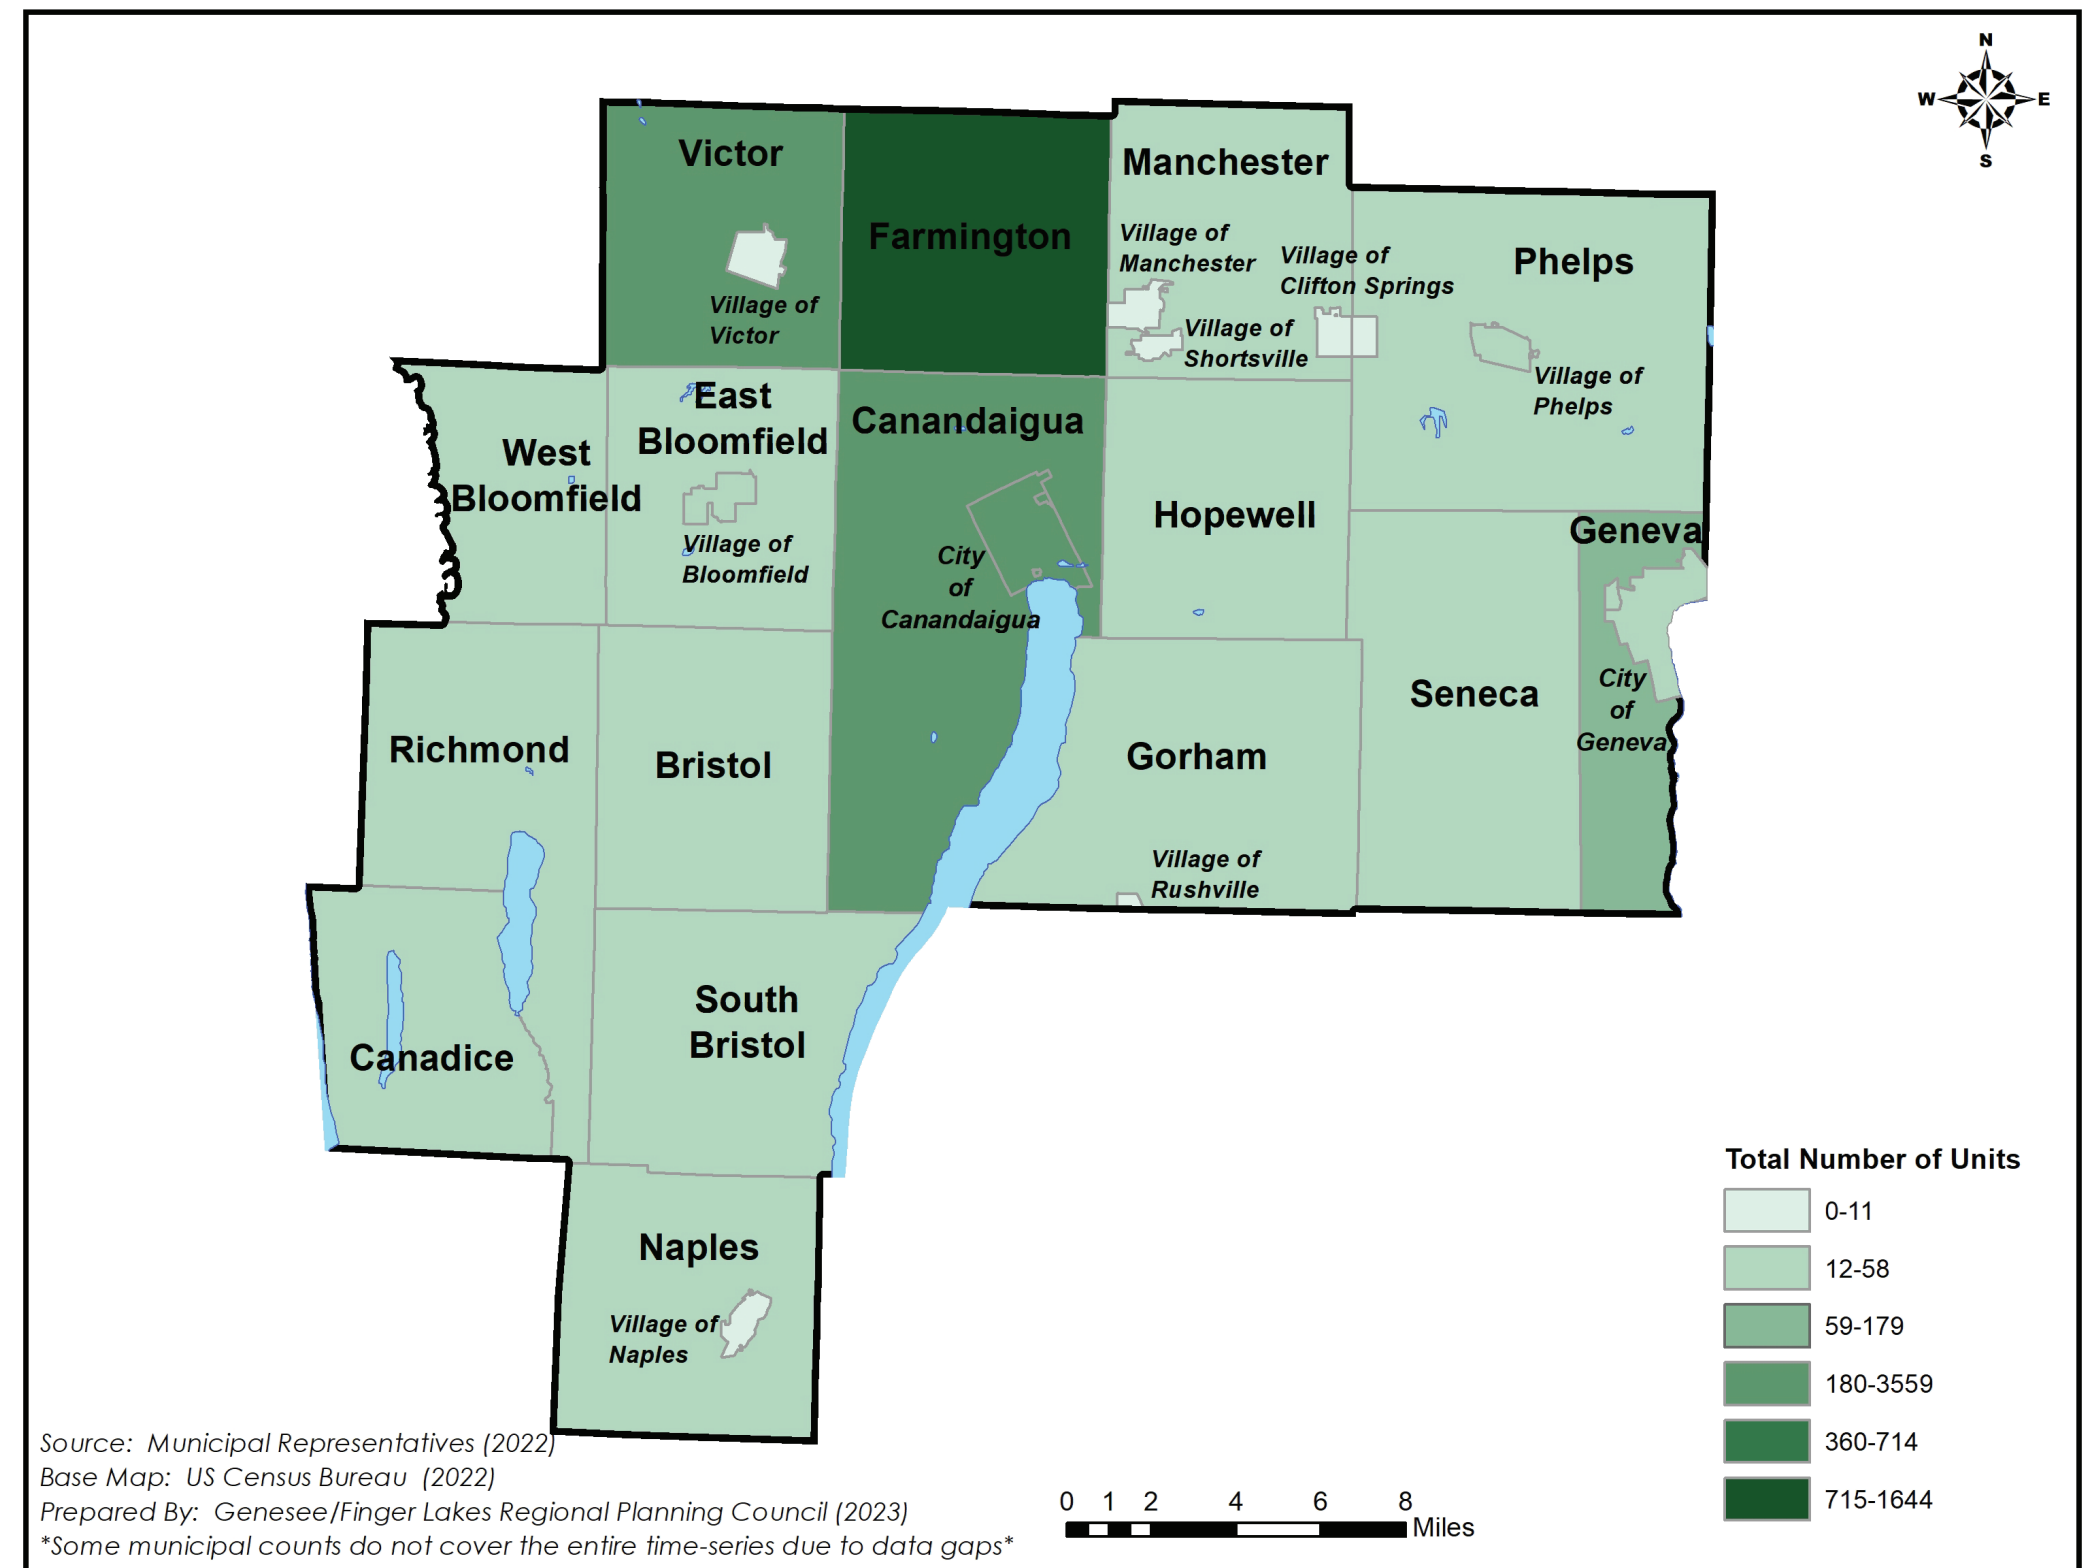 N
W E
S
Victor
Manchester
Farmington
Village of
Manchester
Village of
Clifton Springs
Phelps
Village of
Victor
Village of
Shortsville
Village of
Phelps
East
Bloomfield
Canandaigua
West
Bloomfield
Hopewell
Geneva
Village of
Bloomfield
City
of
Canandaigua
City
of
Geneva
Seneca
Richmond
Bristol
Gorham
Village of
Rushville
South
Bristol
Canadice
Naples
Village of
Naples
Total Number of Units
0-11
12-58
59-179
180-3559
360-714
715-1644
Source: Municipal Representatives (2022)
Base Map: US Census Bureau (2022)
Prepared By: Genesee/Finger Lakes Regional Planning Council (2023)
*Some municipal counts do not cover the entire time-series due to data gaps*
0 1 2 4 6 8
Miles